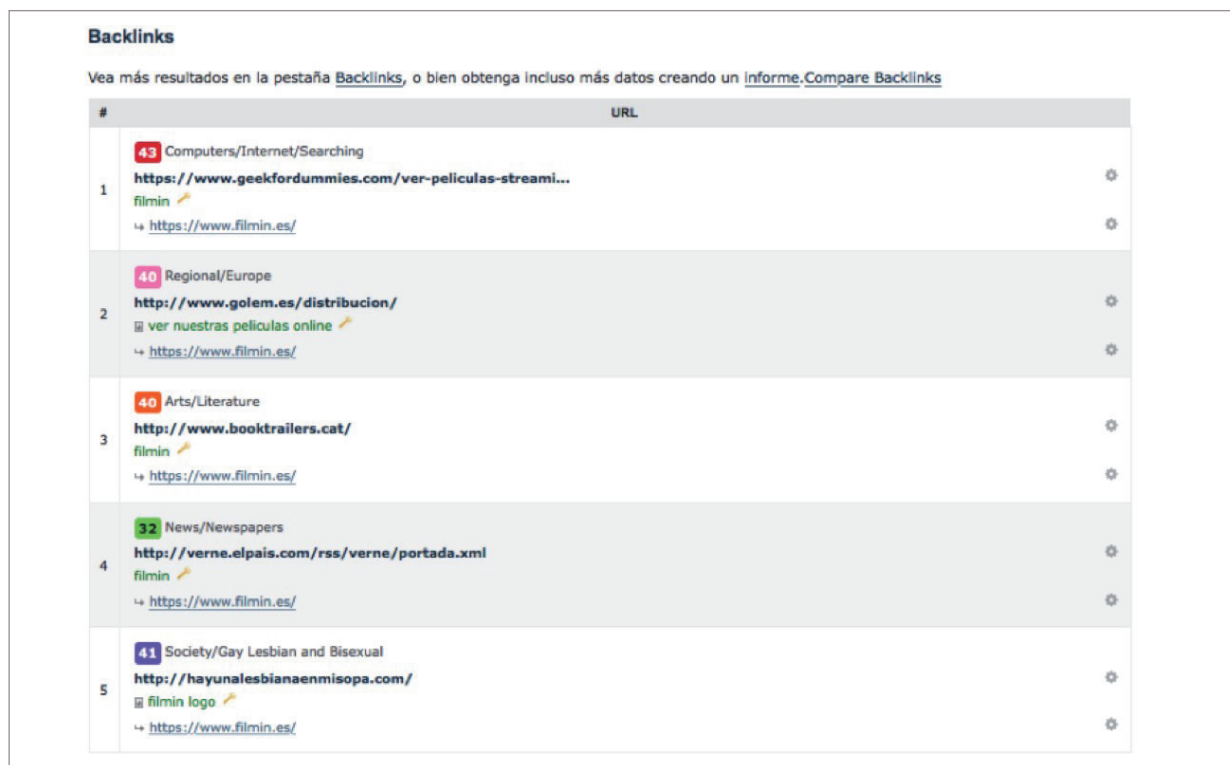 Backlinks
Vea más resultados en la pestaña Backlinks, o bien obtenga incluso más datos creando un informe.Compare Backlinks
# URL
43 Computers/Internet/Searching
1
https://www.geekfordummies.com/ver-peliculas-streami...
filmin
https://www.filmin.es/
40 Regional/Europe
2
http://www.golem.es/distribucion/
ver nuestras peliculas online
https://www.filmin.es/
40 Arts/Literature
3
http://www.booktrailers.cat/
filmin
https://www.filmin.es/
32 News/Newspapers
4
http://verne.elpais.com/rss/verne/portada.xml
filmin
https://www.filmin.es/
41 Society/Gay Lesbian and Bisexual
5
http://hayunalesbianaenmisopa.com/
filmin logo
https://www.filmin.es/